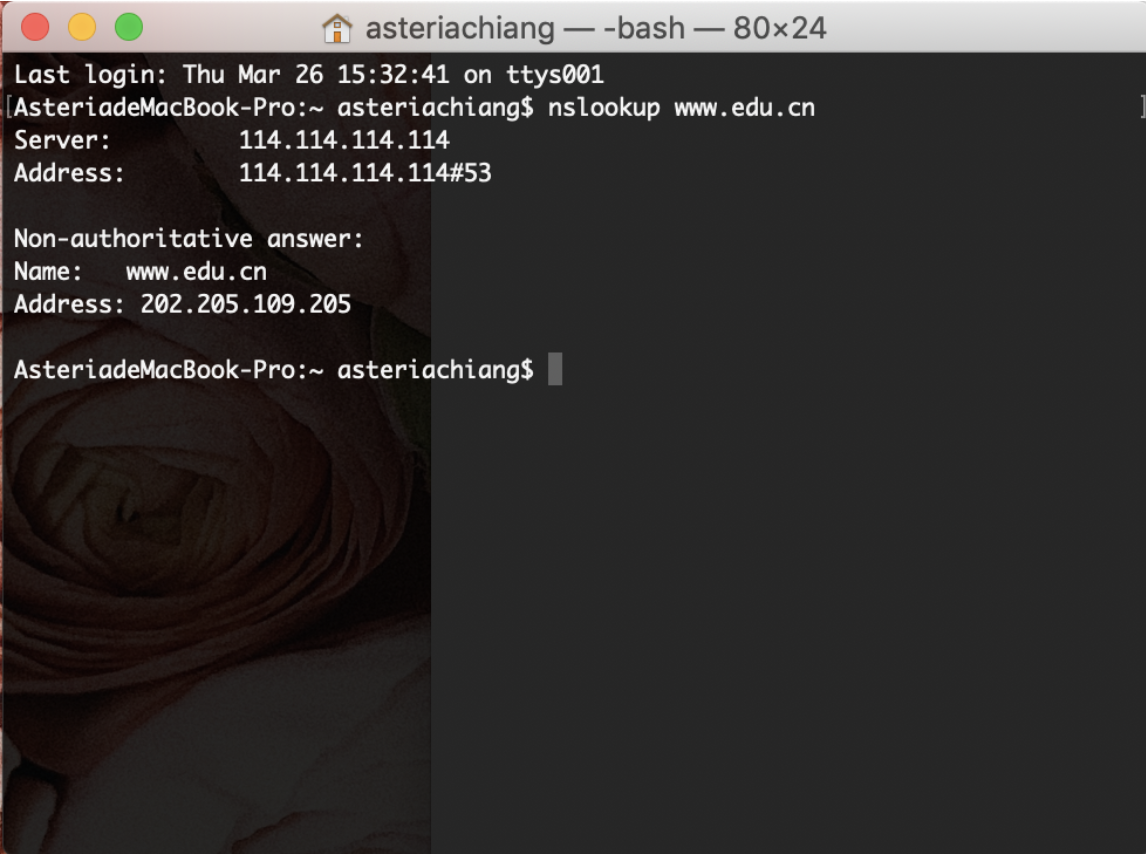 asteriachiang — -bash — 80×24
Last login: Thu Mar 26 15:32:41 on ttys001
[AsteriadeMacBook-Pro:~ asteriachiang$ nslookup www.edu.cn ]
Server:		114.114.114.114
Address:	114.114.114.114#53

Non-authoritative answer:
Name:	www.edu.cn
Address: 202.205.109.205

AsteriadeMacBook-Pro:~ asteriachiang$